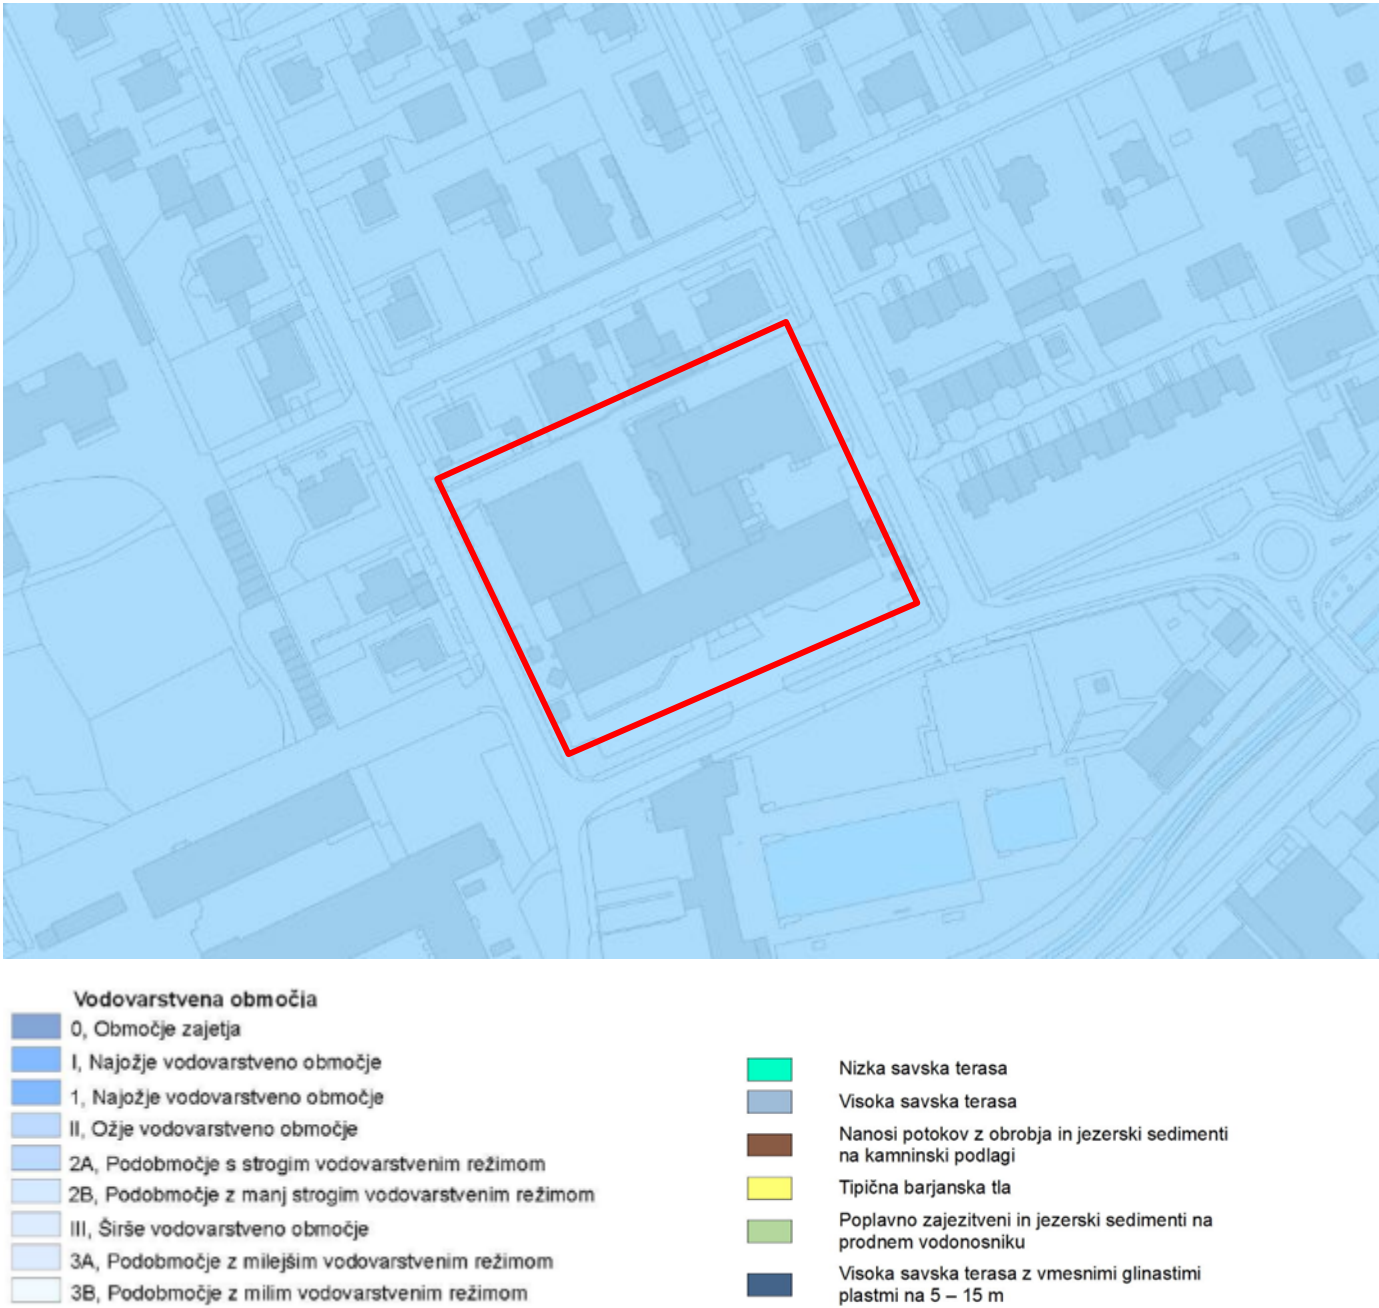 Vodovarstvena območja
0, Območje zajetja
I, Najožje vodovarstveno območje
1, Najožje vodovarstveno območje
II, Ožje vodovarstveno območje
2A, Podobmočje s strogim vodovarstvenim režimom
2B, Podobmočje z manj strogim vodovarstvenim režimom
III, Širše vodovarstveno območje
3A, Podobmočje z milejšim vodovarstvenim režimom
3B, Podobmočje z milim vodovarstvenim režimom
Nizka savska terasa
Visoka savska terasa
Nanosi potokov z obrobja in jezerski sedimenti
na kamninski podlagi
Tipična barjanska tla
Poplavno zajezitveni in jezerski sedimenti na
prodnem vodonosniku
Visoka savska terasa z vmesnimi glinastimi
plastmi na 5 – 15 m